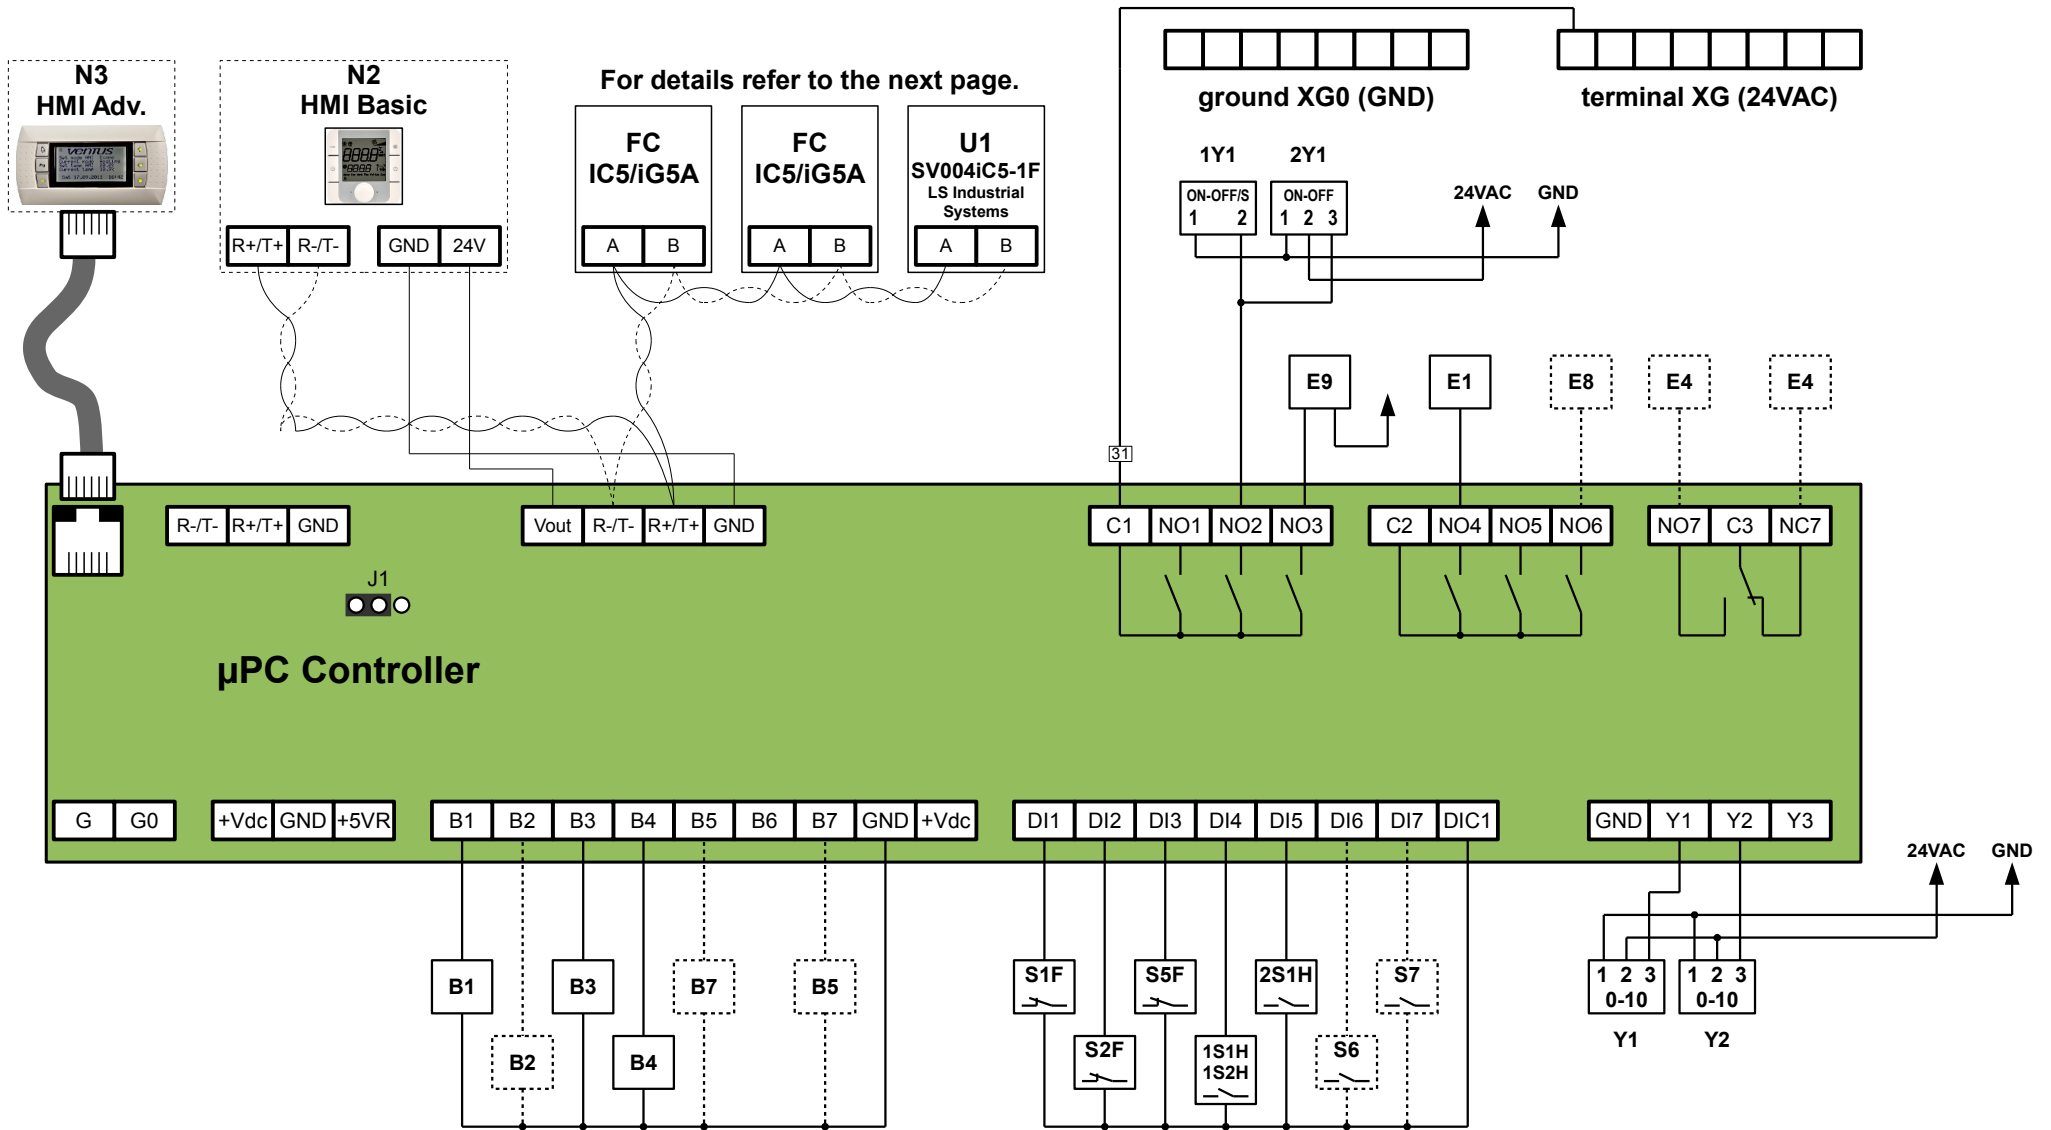 N3
HMI Adv.
VENTUS
N2
HMI Basic
R+/T+ R-/T- GND 24V
For details refer to the next page.
FC
IC5/iG5A
A B
FC
IC5/iG5A
A B
U1
SV004iC5-1F
LS Industrial
Systems
A B
ground XG0 (GND)
terminal XG (24VAC)
1Y1
2Y1
ON-OFF/S
1 2
ON-OFF
1 2 3
24VAC
GND
E9
E1
E8
E4
E4
31
R-/T- R+/T+ GND
Vout R-/T- R+/T+ GND
C1 NO1 NO2 NO3
C2 NO4 NO5 NO6
NO7 C3 NC7
J1
µPC Controller
G G0
+Vdc GND +5VR
B1 B2 B3 B4 B5 B6 B7 GND +Vdc
DI1 DI2 DI3 DI4 DI5 DI6 DI7 DIC1
GND Y1 Y2 Y3
24VAC
GND
B1
B3
B7
B5
B2
B4
S1F
S5F
2S1H
S7
S2F
1S1H
1S2H
S6
1 2 3
0-10
Y1
1 2 3
0-10
Y2